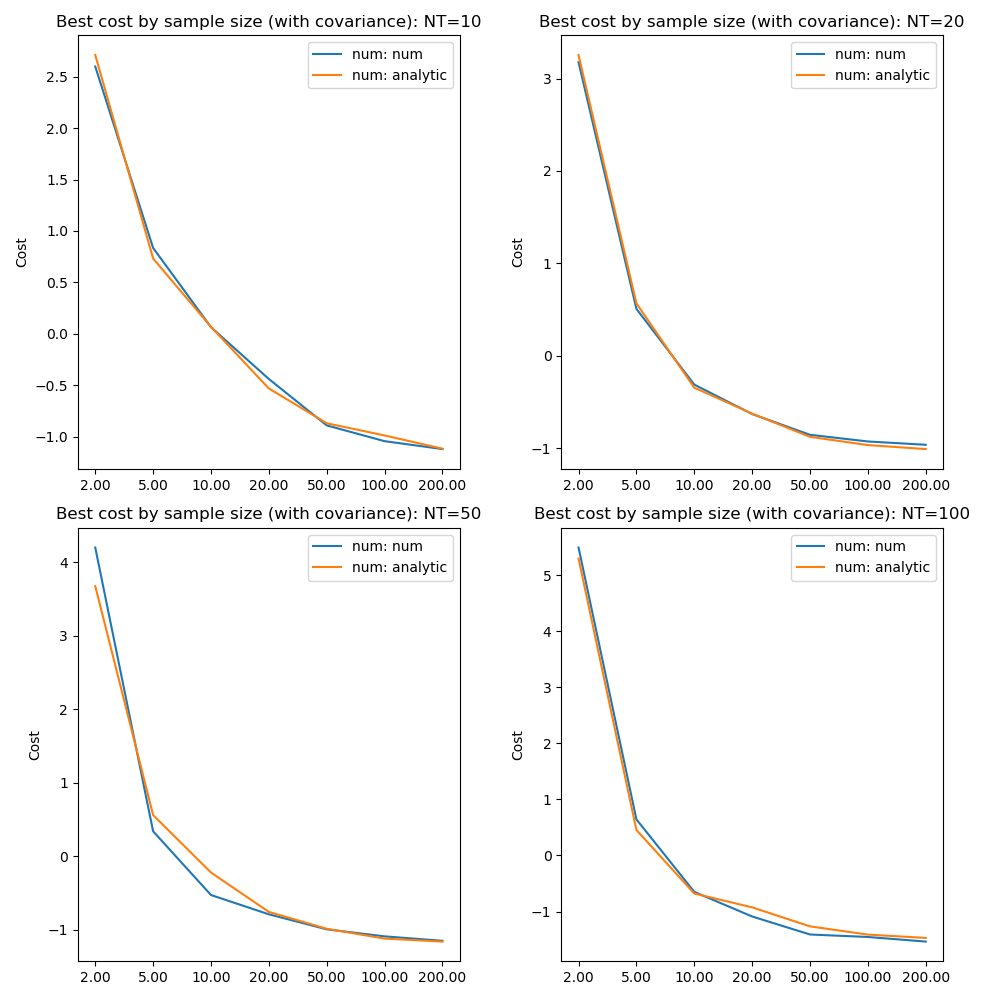 Best cost by sample size (with covariance): NT=10
num: num
num: analytic
2.5
2.0
1.5
1.0
0.5
0.0
−0.5
−1.0
Cost
2.00 5.00 10.00 20.00 50.00 100.00 200.00
Best cost by sample size (with covariance): NT=20
num: num
num: analytic
3
2
1
0
−1
Cost
2.00 5.00 10.00 20.00 50.00 100.00 200.00
Best cost by sample size (with covariance): NT=50
num: num
num: analytic
4
3
2
1
0
−1
Cost
2.00 5.00 10.00 20.00 50.00 100.00 200.00
Best cost by sample size (with covariance): NT=100
num: num
num: analytic
5
4
3
2
1
0
−1
Cost
2.00 5.00 10.00 20.00 50.00 100.00 200.00